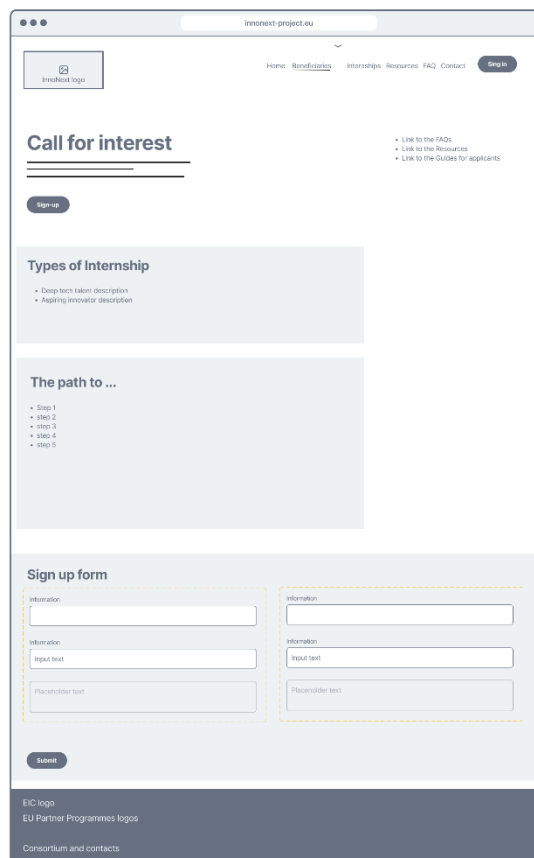 innonext-project.eu
InnoNext logo
Home Beneficiaries Internships Resources FAQ Contact Sing in
Call for interest
• Link to the FAQs
• Link to the Resources
• Link to the Guides for applicants
Sign-up
Types of Internship
• Deep tech talent description
• Aspiring innovator description
The path to ...
• Step 1
• step 2
• step 3
• step 4
• step 5
Sign up form
Information
Information
Information
Input text
Information
Input text
Placeholder text
Placeholder text
Submit
EIC logo
EU Partner Programmes logos
Consortium and contacts